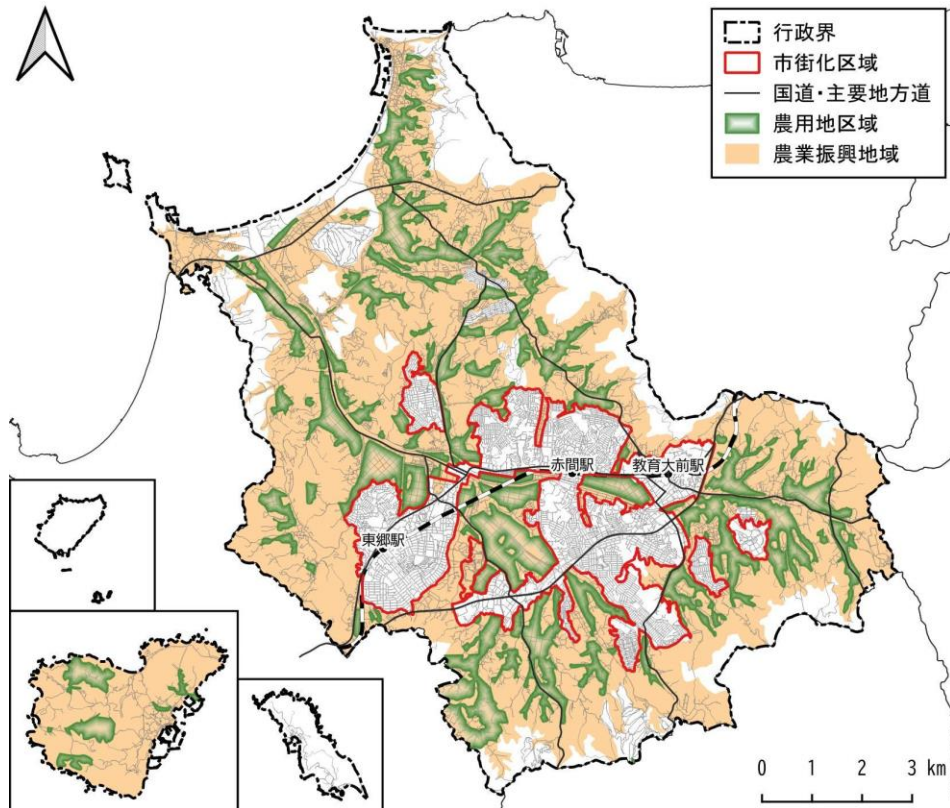 行政界
市街化区域
国道・主要地方道
農用地区域
農業振興地域
赤間駅
教育大前駅
東郷駅
0 1 2 3 km